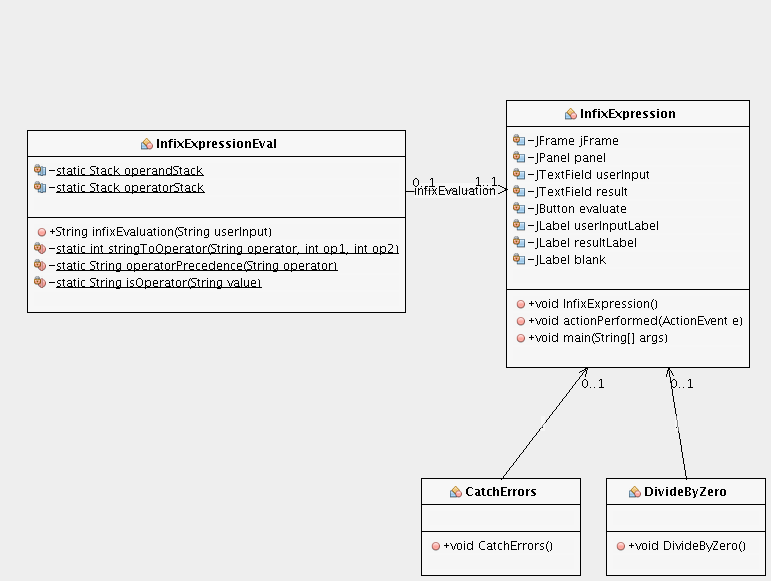 InfixExpressionEval
-static Stack operandStack
-static Stack operatorStack
+String infixEvaluation(String userInput)
-static int stringToOperator(String operator, int op1, int op2)
-static String operatorPrecedence(String operator)
-static String isOperator(String value)
0..1
1..1
infixEvaluation
InfixExpression
-JFrame jFrame
-JPanel panel
-JTextField userInput
-JTextField result
-JButton evaluate
-JLabel userInputLabel
-JLabel resultLabel
-JLabel blank
+void InfixExpression()
+void actionPerformed(ActionEvent e)
+void main(String[] args)
0..1
0..1
CatchErrors
+void CatchErrors()
DivideByZero
+void DivideByZero()